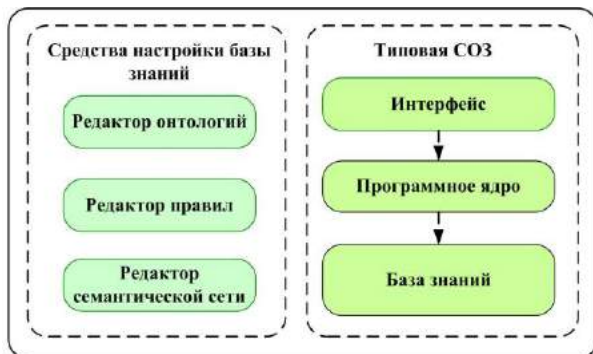 Средства настройки базы
знаний
Редактор онтологий
Редактор правил
Редактор
семантической сети
Типовая СОЗ
Интерфейс
Программное ядро
База знаний